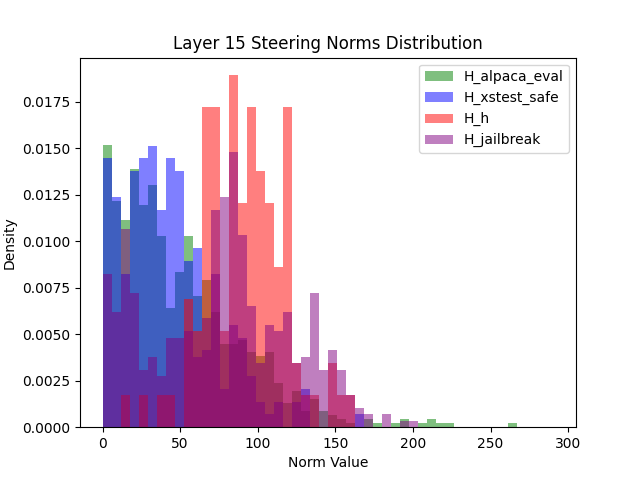 Layer 15 Steering Norms Distribution
H_alpaca_eval
H_xstest_safe
H_h
H_jailbreak
0.0175
0.0150
0.0125
0.0100
0.0075
0.0050
0.0025
0.0000
Density
0 50 100 150 200 250 300
Norm Value